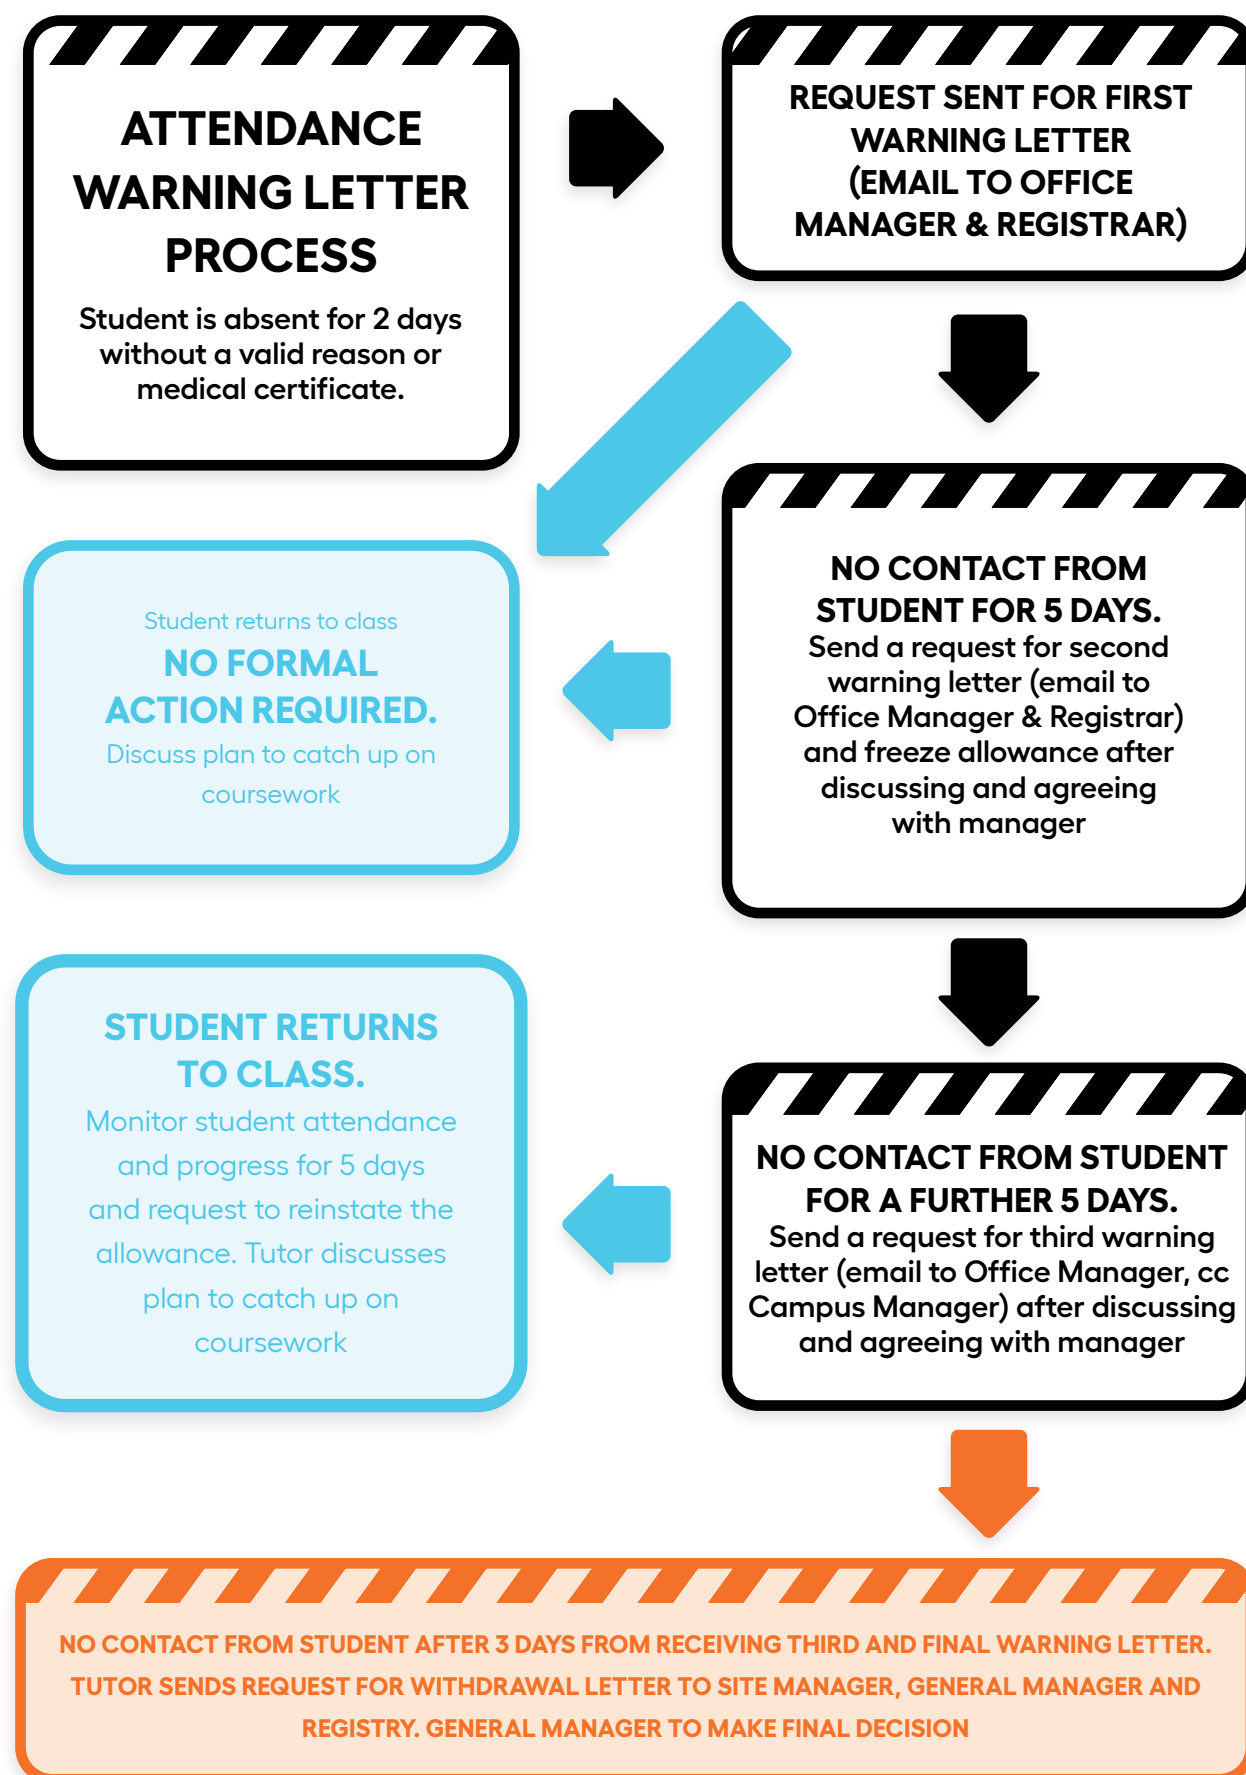 ATTENDANCE
WARNING LETTER
PROCESS
Student is absent for 2 days
without a valid reason or
medical certificate.
REQUEST SENT FOR FIRST
WARNING LETTER
(EMAIL TO OFFICE
MANAGER & REGISTRAR)
NO CONTACT FROM
STUDENT FOR 5 DAYS.
Send a request for second
warning letter (email to
Office Manager & Registrar)
and freeze allowance after
discussing and agreeing
with manager
Student returns to class
NO FORMAL
ACTION REQUIRED.
Discuss plan to catch up on
coursework
NO CONTACT FROM STUDENT
FOR A FURTHER 5 DAYS.
Send a request for third warning
letter (email to Office Manager, cc
Campus Manager) after discussing
and agreeing with manager
STUDENT RETURNS
TO CLASS.
Monitor student attendance
and progress for 5 days
and request to reinstate the
allowance. Tutor discusses
plan to catch up on
coursework
NO CONTACT FROM STUDENT AFTER 3 DAYS FROM RECEIVING THIRD AND FINAL WARNING LETTER.
TUTOR SENDS REQUEST FOR WITHDRAWAL LETTER TO SITE MANAGER, GENERAL MANAGER AND
REGISTRY. GENERAL MANAGER TO MAKE FINAL DECISION